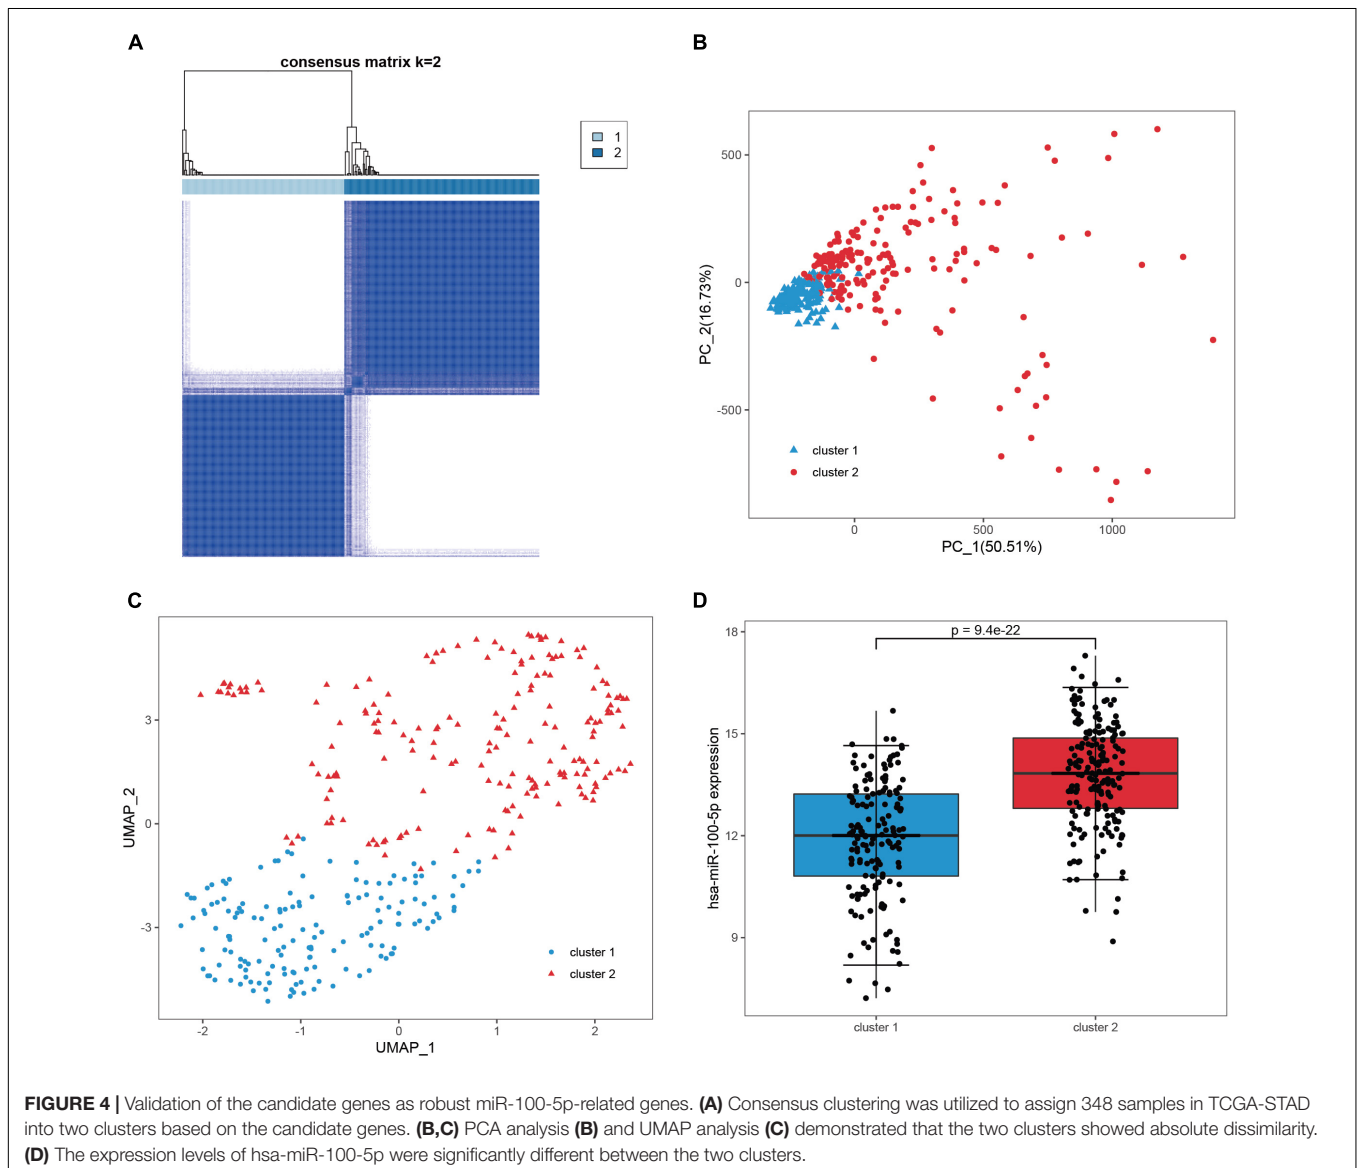 A
consensus matrix k=2
1
2
B
500
0
-500
PC_2(16.73%)
cluster 1
cluster 2
0
500
1000
PC_1(50.51%)
C
3
0
-3
UMAP_2
cluster 1
cluster 2
-2
-1
0
1
2
UMAP_1
D
18
15
12
9
hsa-miR-100-5p expression
p = 9.4e-22
cluster 1
cluster 2
FIGURE 4 | Validation of the candidate genes as robust miR-100-5p-related genes. (A) Consensus clustering was utilized to assign 348 samples in TCGA-STAD
into two clusters based on the candidate genes. (B,C) PCA analysis (B) and UMAP analysis (C) demonstrated that the two clusters showed absolute dissimilarity.
(D) The expression levels of hsa-miR-100-5p were significantly different between the two clusters.